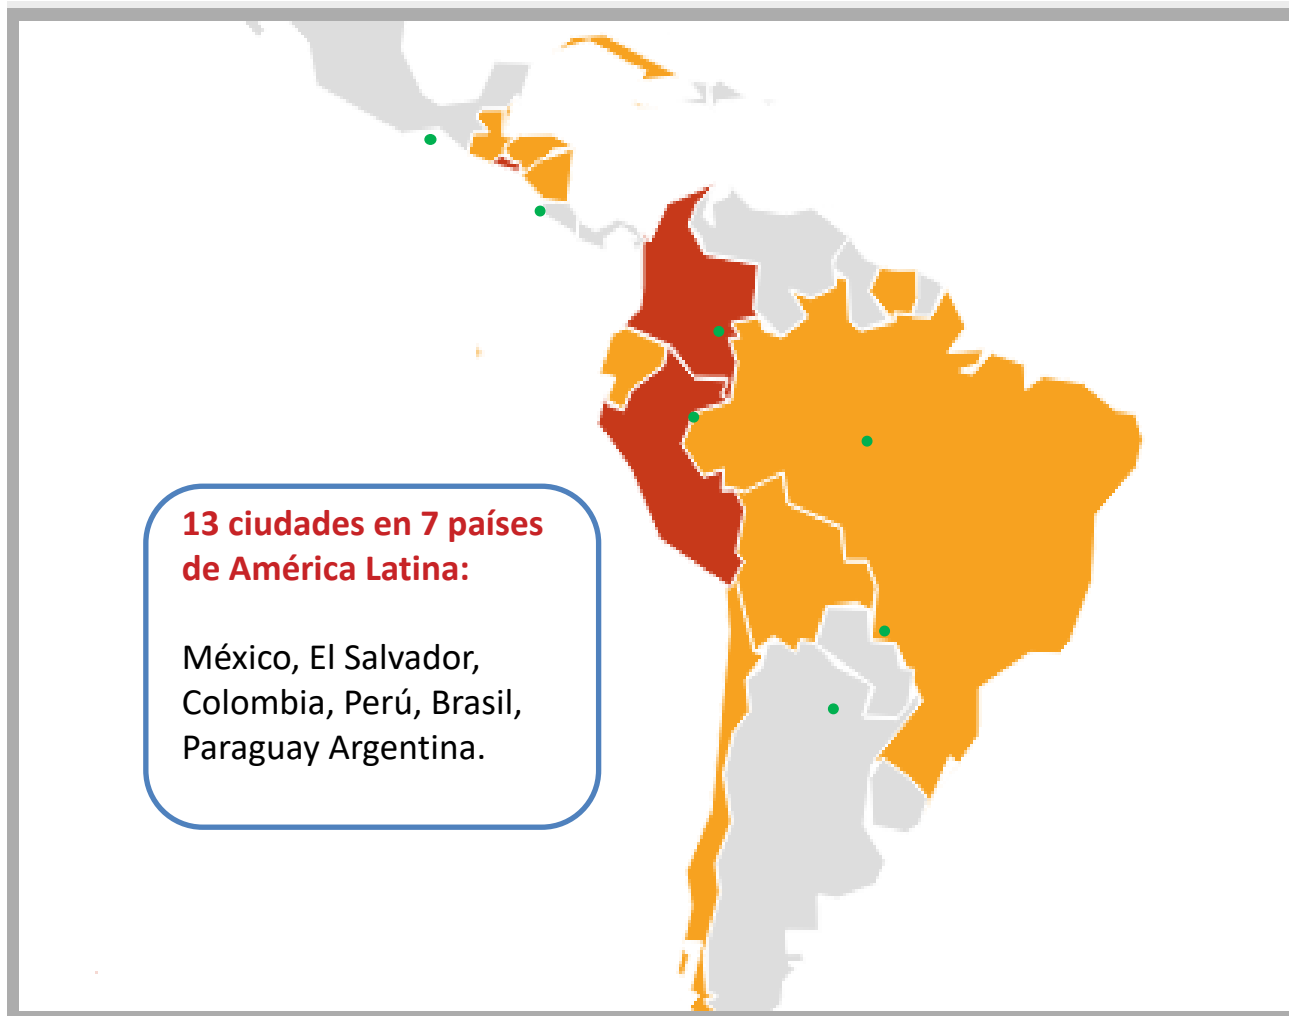 13 ciudades en 7 países
de América Latina:
México, El Salvador,
Colombia, Perú, Brasil,
Paraguay Argentina.